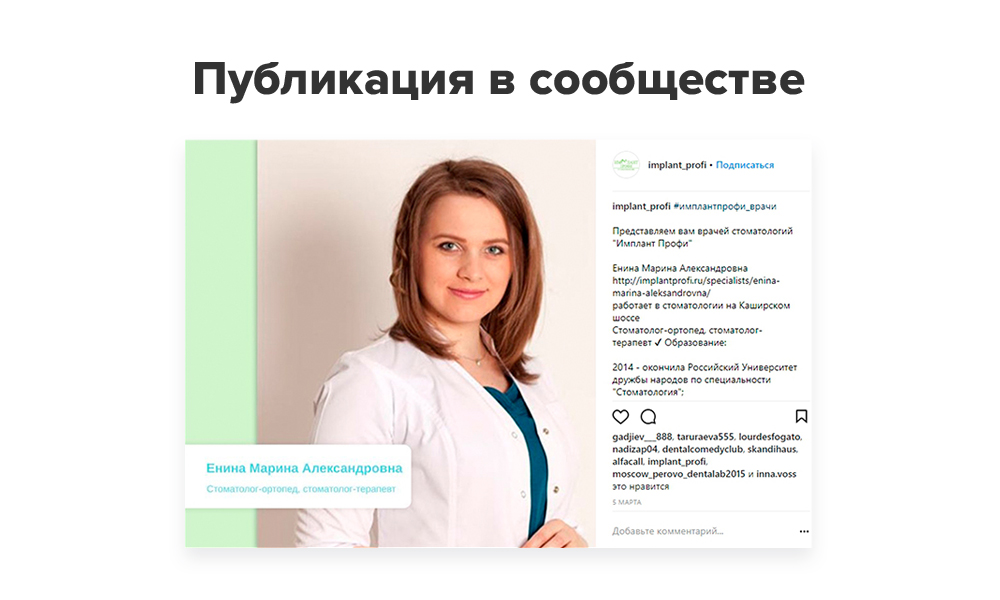 Публикация в сообществе
implant_profi • Подписаться
implant_profi #имплантпрофи_врачи
Представляем вам врачей стоматологий
"Имплант Профи"
Енина Марина Александровна
http://implantprofi.ru/specialists/enina-
marina-aleksandrovna/
работает в стоматологии на Каширском
шоссе
Стоматолог-ортопед, стоматолог-
терапевт ✓ Образование:
2014 - окончила Российский Университет
дружбы народов по специальности
"Стоматология";
gadjiev___888, taruraeva555, lourdesfogato,
nadizap04, dentalcomedyclub, skandihaus,
alfacall, implant_profi,
moscow_perovo_dentalab2015 и inna.voss
это нравится
5 МАРТА
Добавьте комментарий...
Енина Марина Александровна
Стоматолог-ортопед, стоматолог-терапевт